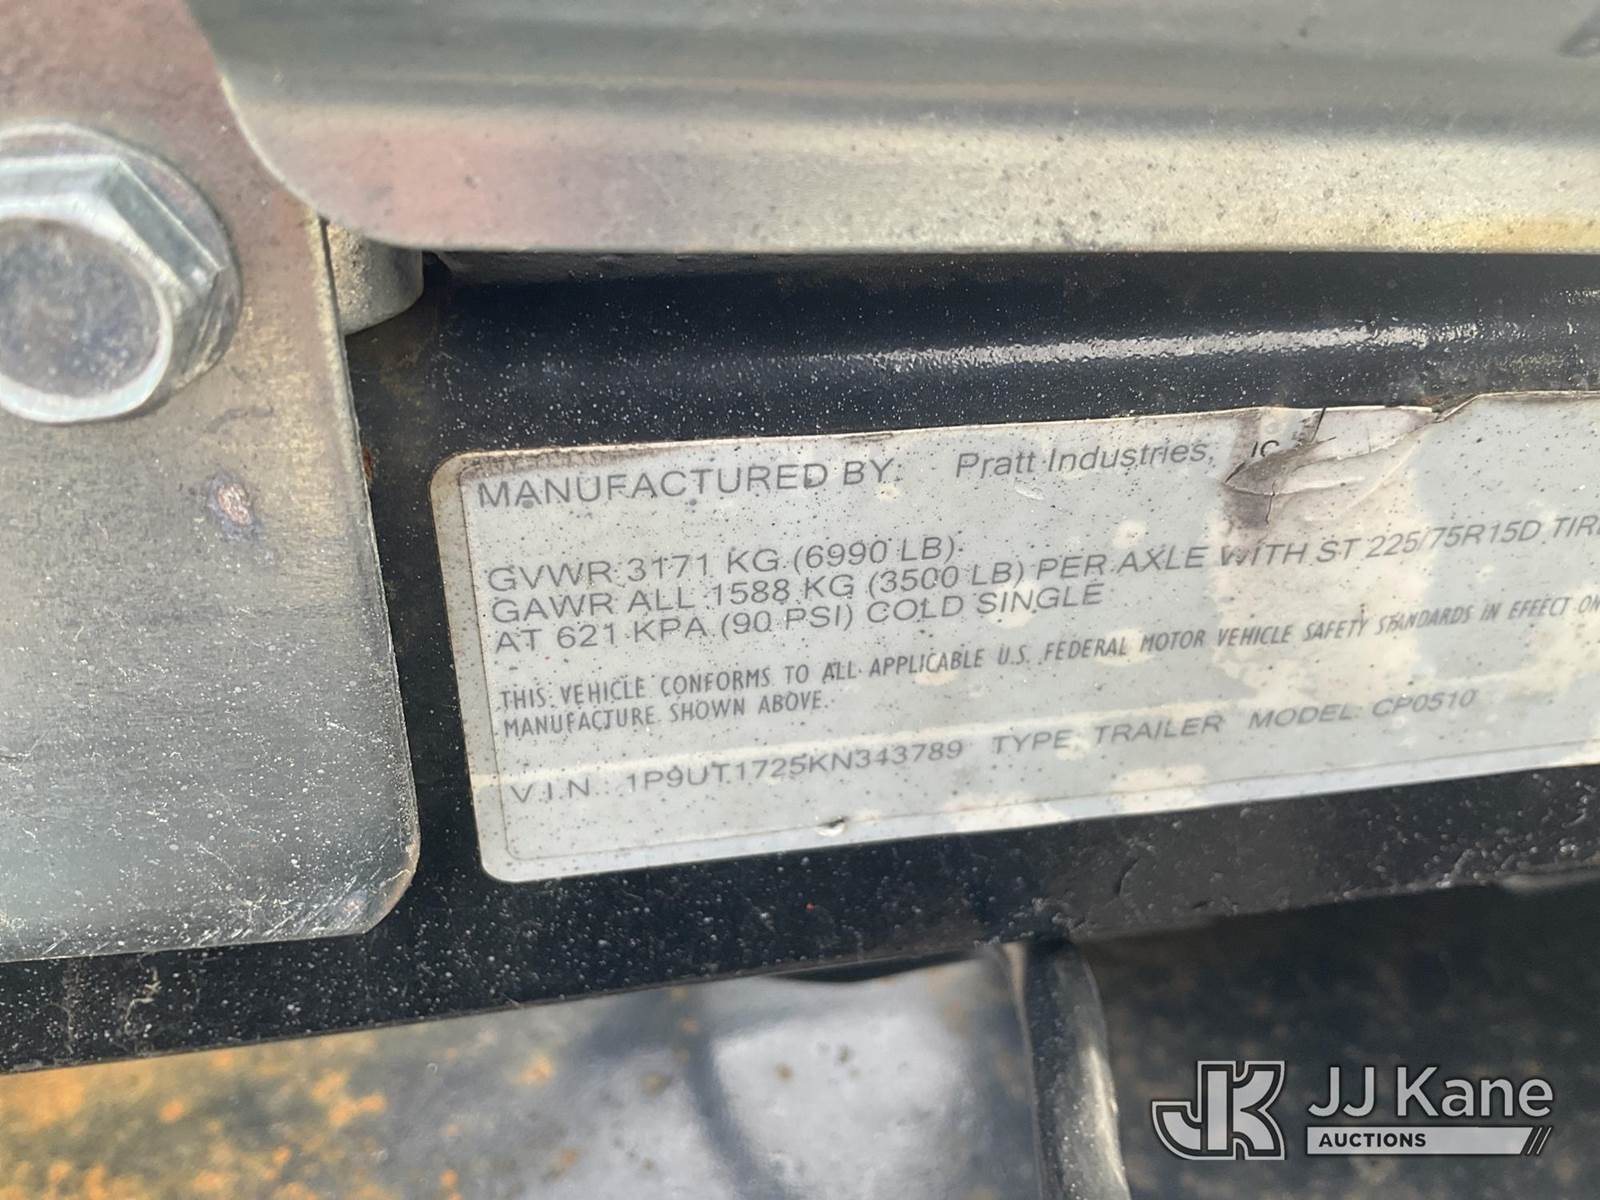 MANUFACTURED BY: Pratt Industries,
GVWR 3171 KG (6990 LB)
GAWR ALL 1588 KG (3500 LB) PER AXLE WITH ST 225/75R15D
AT 621 KPA (90 PSI) COLD SINGLE
THIS VEHICLE CONFORMS TO ALL APPLICABLE U.S. FEDERAL MOTOR VEHICLE SAFETY STANDARDS IN EFFECT ON
MANUFACTURE SHOWN ABOVE.
V.I.N.: 1P9UT1725KN343789 TYPE: TRAILER MODEL: CP0510
JK JJ Kane
AUCTIONS